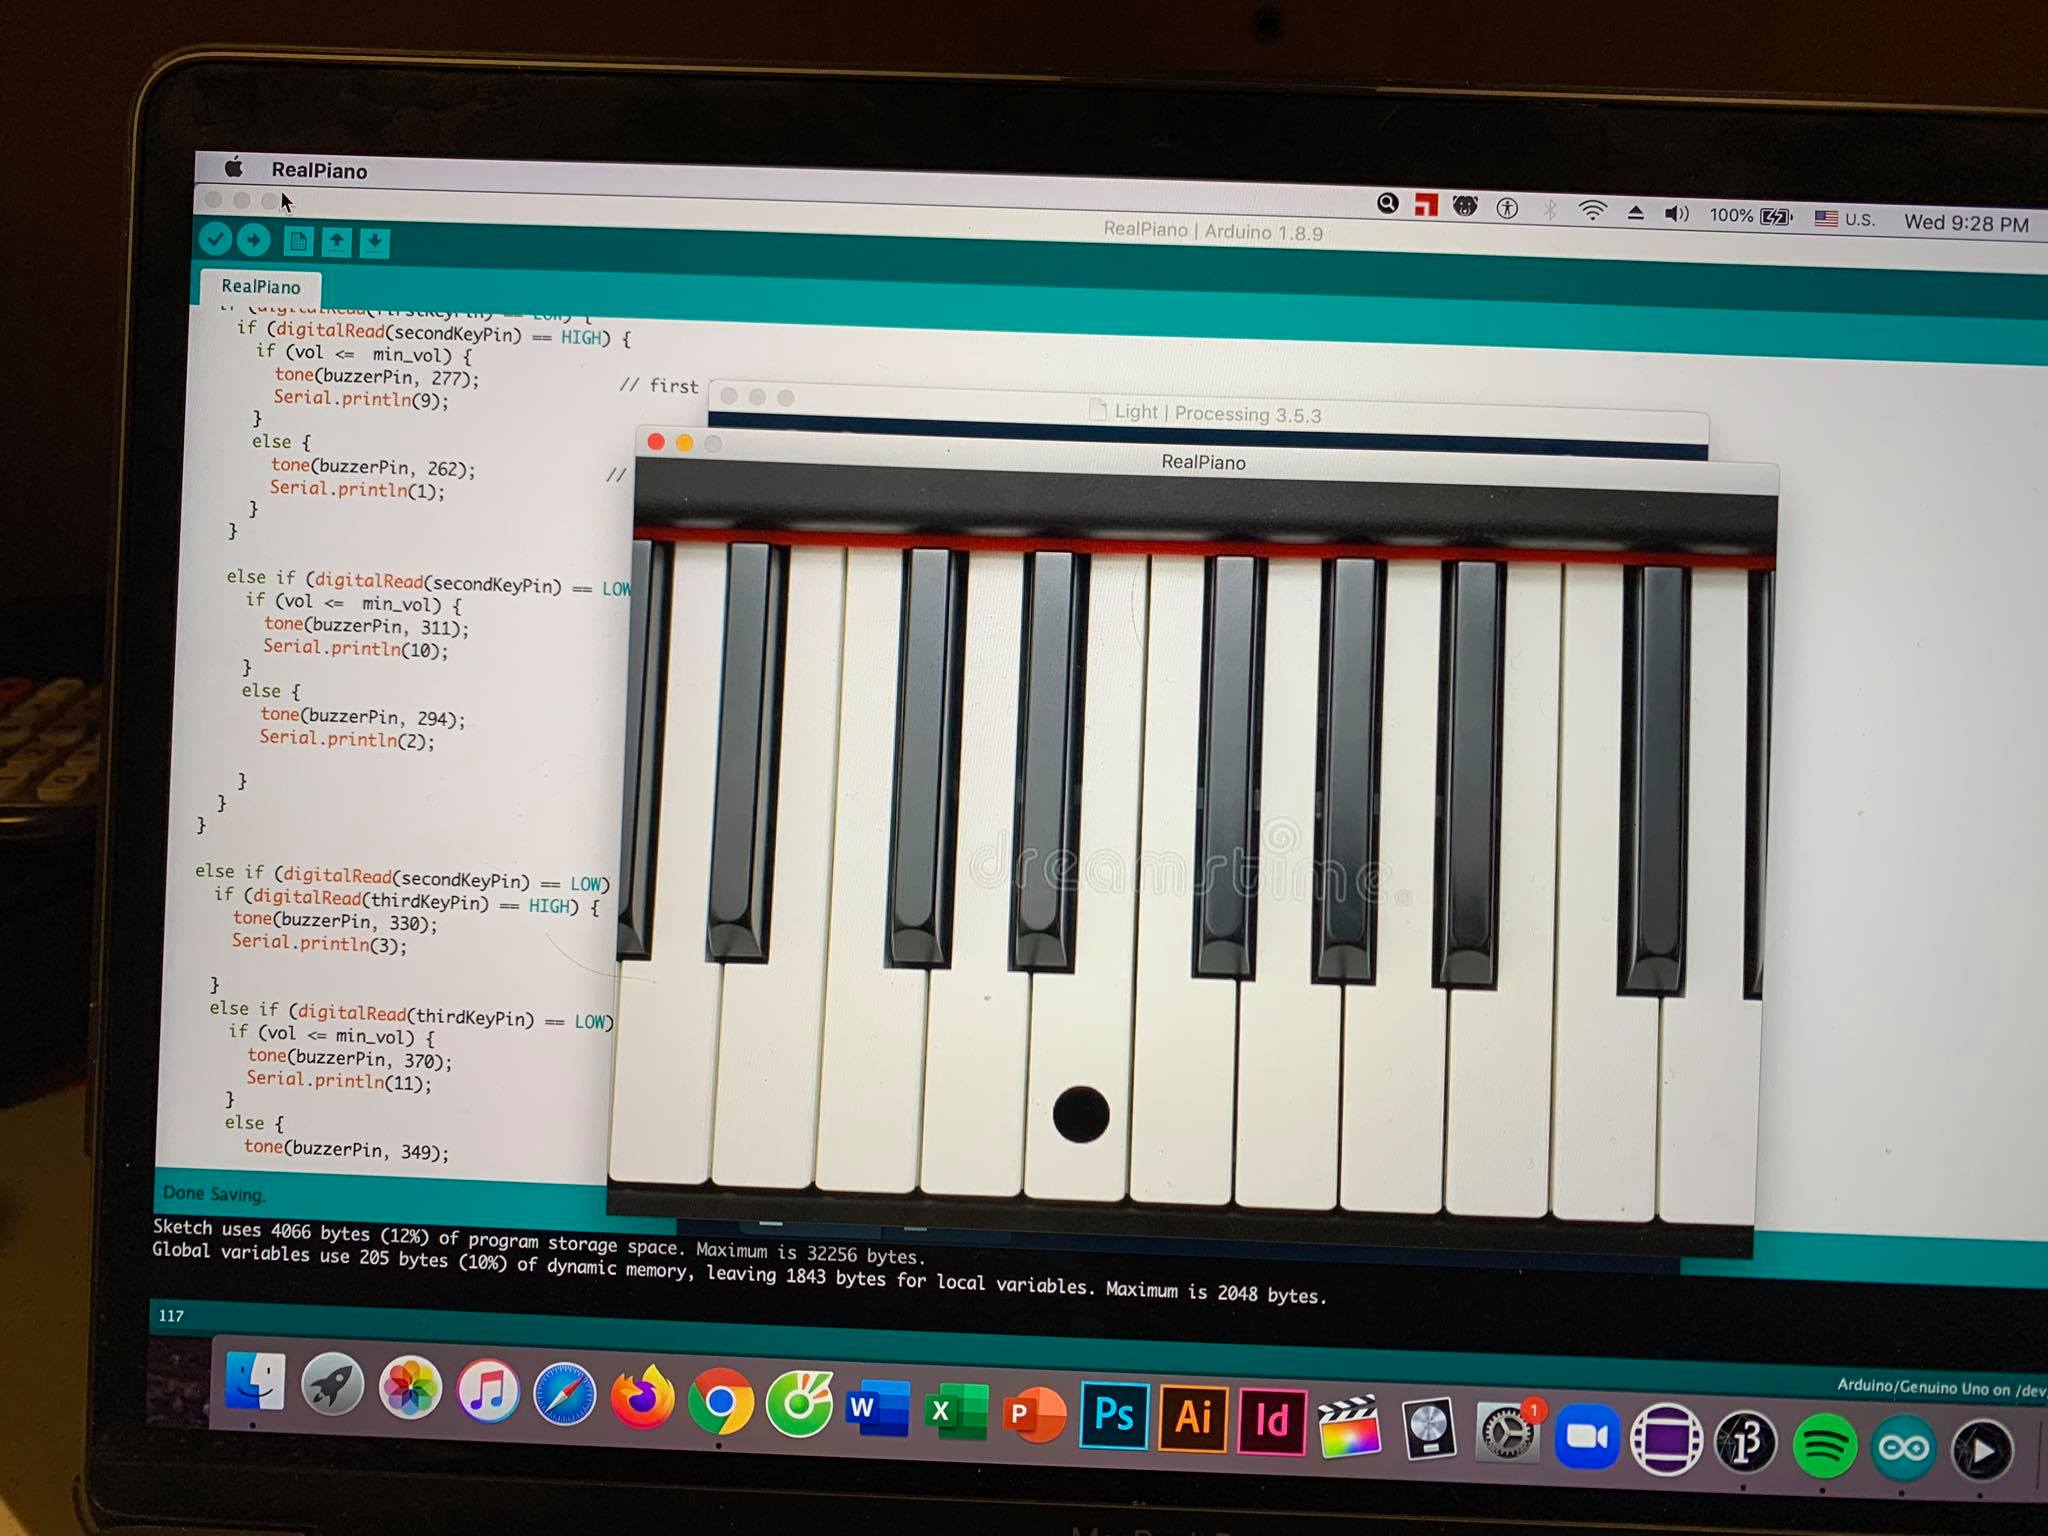 RealPiano
100%
U.S.
Wed 9:28 PM
RealPiano | Arduino 1.8.9
RealPiano
if (digitalRead(firstKeyPin) == LOW) {
if (digitalRead(secondKeyPin) == HIGH) {
if (vol <= min_vol) {
tone(buzzerPin, 277); // first
Serial.println(9);
}
else {
tone(buzzerPin, 262); //
Serial.println(1);
}
}
else if (digitalRead(secondKeyPin) == LOW
if (vol <= min_vol) {
tone(buzzerPin, 311);
Serial.println(10);
}
else {
tone(buzzerPin, 294);
Serial.println(2);
}
}
}
else if (digitalRead(secondKeyPin) == LOW)
if (digitalRead(thirdKeyPin) == HIGH) {
tone(buzzerPin, 330);
Serial.println(3);
}
else if (digitalRead(thirdKeyPin) == LOW)
if (vol <= min_vol) {
tone(buzzerPin, 370);
Serial.println(11);
}
else {
tone(buzzerPin, 349);
Light | Processing 3.5.3
RealPiano
dreamstime.
Done Saving.
Sketch uses 4066 bytes (12%) of program storage space. Maximum is 32256 bytes.
Global variables use 205 bytes (10%) of dynamic memory, leaving 1843 bytes for local variables. Maximum is 2048 bytes.
117
Arduino/Genuino Uno on /dev
W
X
P
Ps
Ai
Id
1